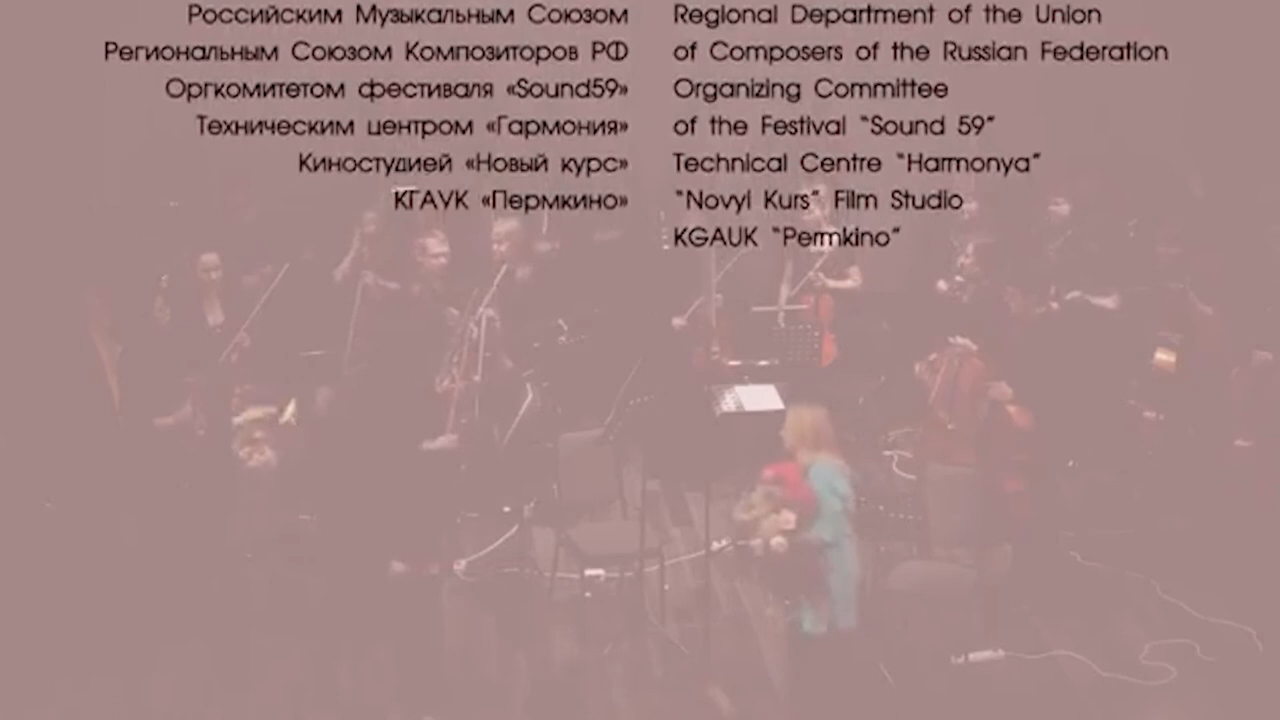 Российским Музыкальным Союзом
Региональным Союзом Композиторов РФ
Оргкомитетом фестиваля «Sound59»
Техническим центром «Гармония»
Киностудией «Новый курс»
КГАУК «Пермкино»
Regional Department of the Union
of Composers of the Russian Federation
Organizing Committee
of the Festival “Sound 59”
Technical Centre “Harmonya”
“Novyi Kurs” Film Studio
KGAUK “Permkino”